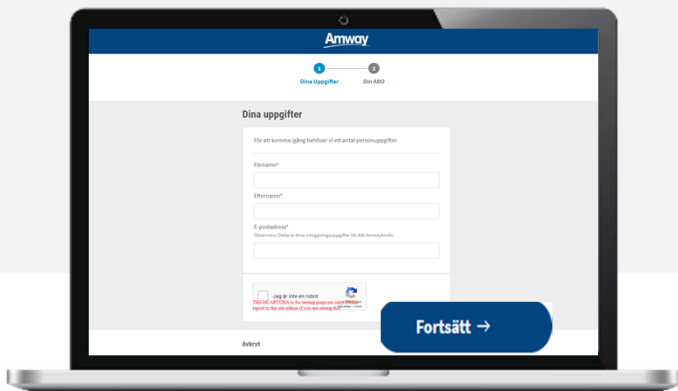 Amway
1 2
Dina Uppgifter Din ABO
Dina uppgifter
För att komma igång behöver vi ett antal personuppgifter
Förnamn*
Efternamn*
E-postadress*
Observera: Detta är dina inloggningsuppgifter till ditt Amwaykonto
Jag är inte en robot
This reCAPTCHA is for testing purposes only. Please
report to the site admin if you are seeing this.
Fortsätt →
Avbryt